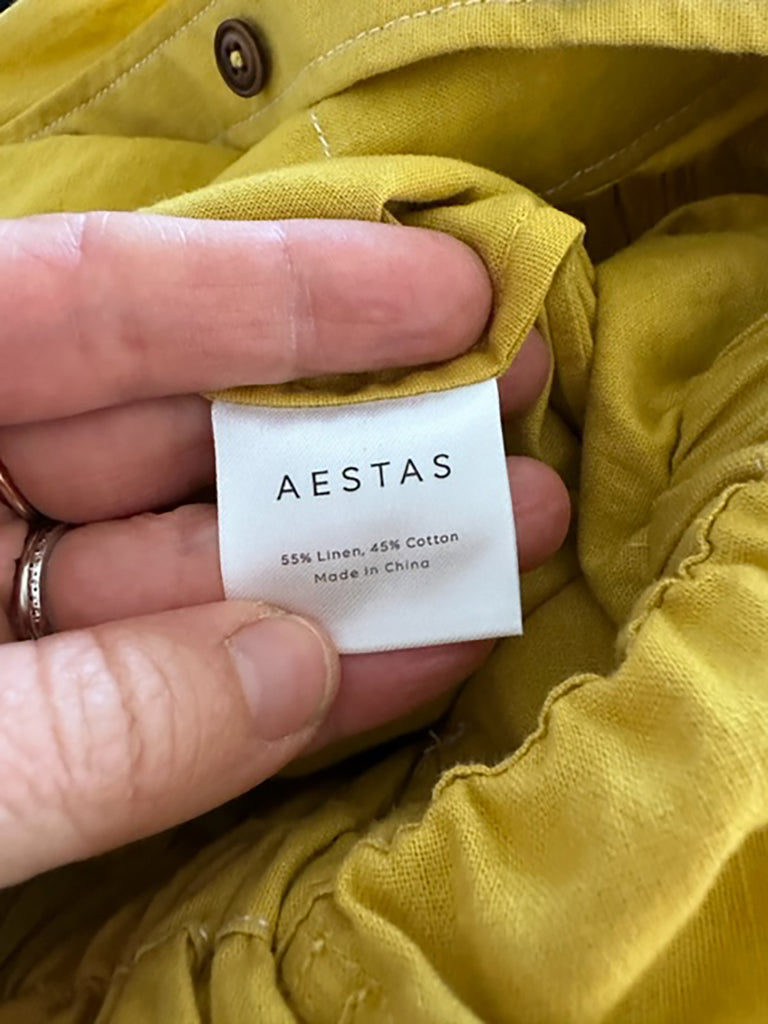 AESTAS
55% Linen, 45% Cotton
Made In China